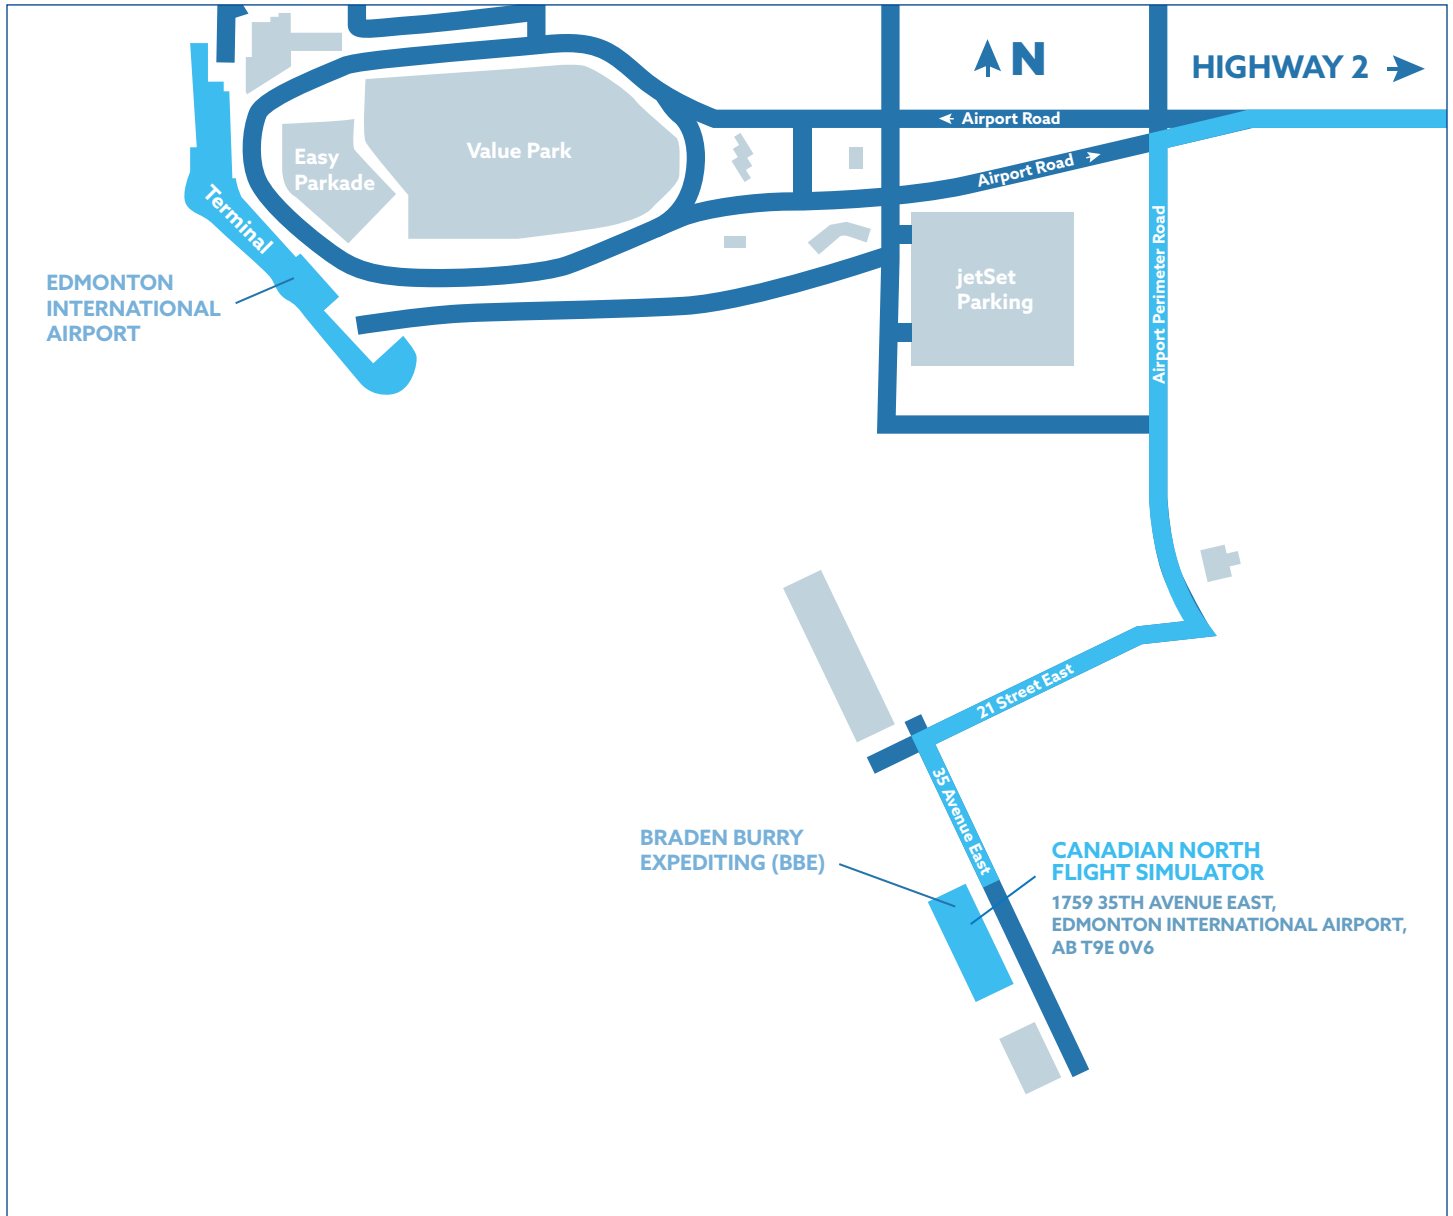 N
HIGHWAY 2
Airport Road
Airport Road
Easy
Parkade
Value Park
Terminal
EDMONTON
INTERNATIONAL
AIRPORT
jetSet
Parking
Airport Perimeter Road
21 Street East
35 Avenue East
BRADEN BURRY
EXPEDITING (BBE)
CANADIAN NORTH
FLIGHT SIMULATOR
1759 35TH AVENUE EAST,
EDMONTON INTERNATIONAL AIRPORT,
AB T9E 0V6